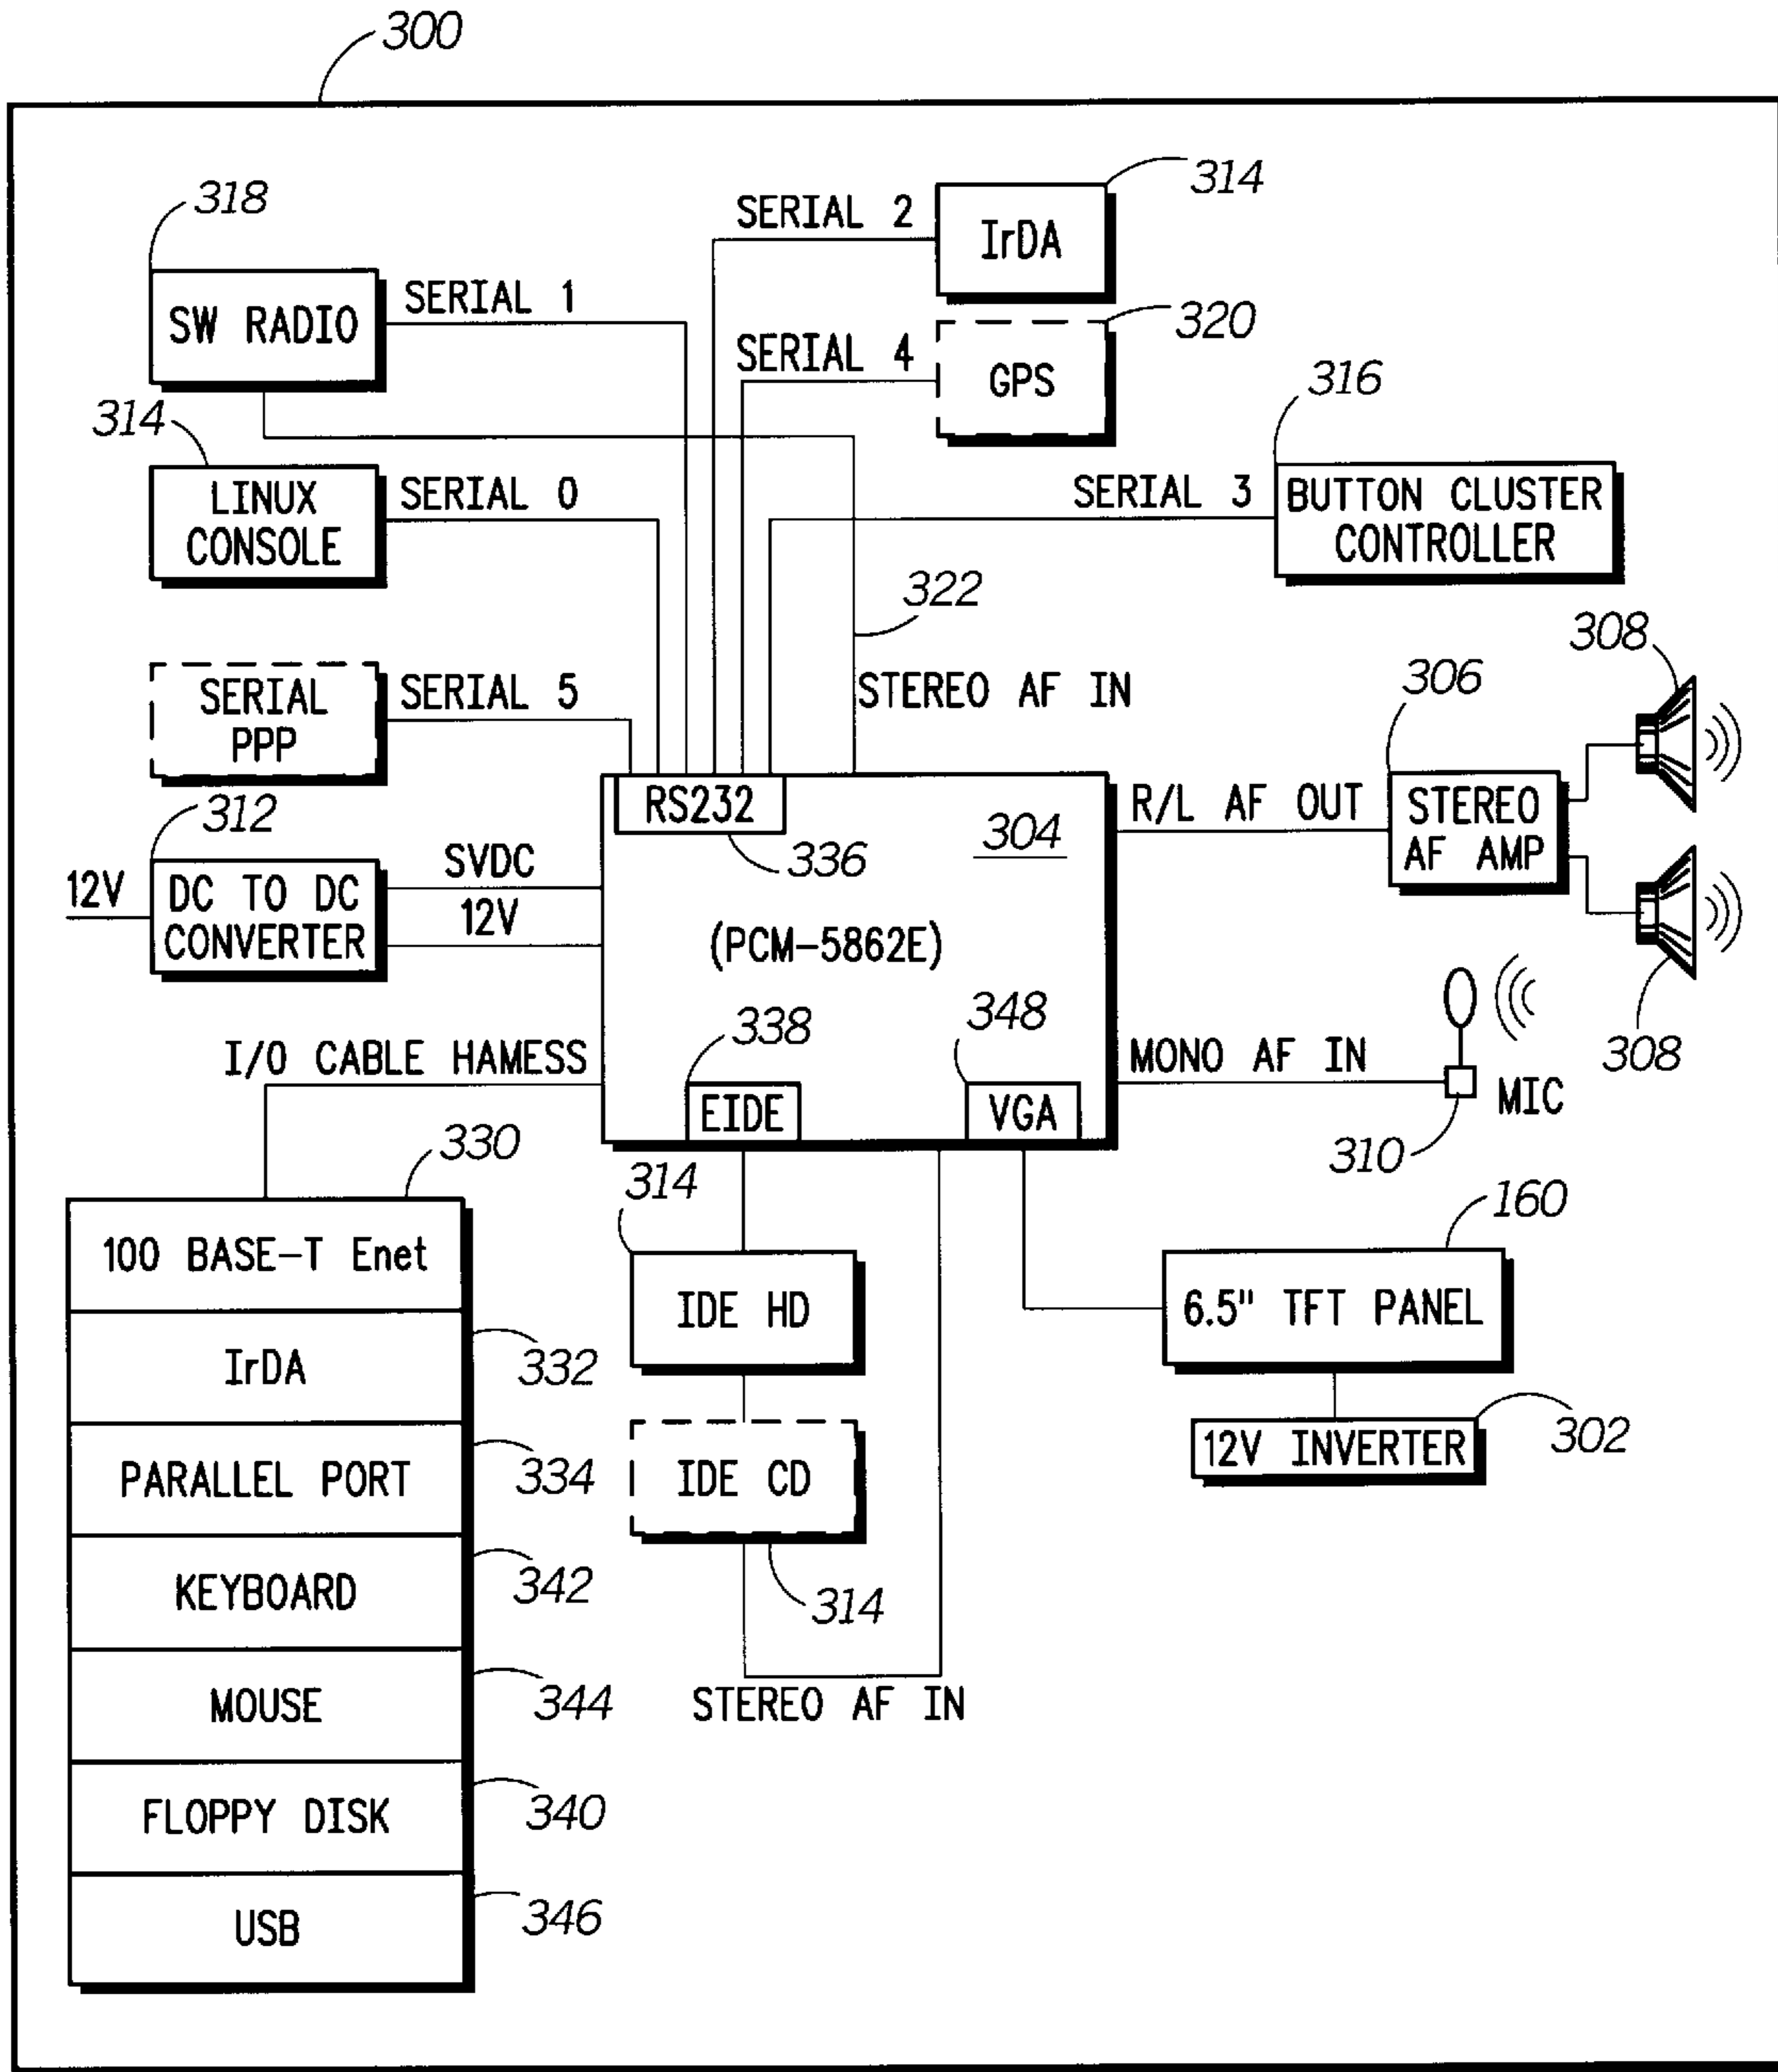 300
318
SERIAL 2
314
IrDA
SW RADIO
SERIAL 1
320
SERIAL 4
GPS
316
314
LINUX
CONSOLE
SERIAL 0
SERIAL 3
BUTTON CLUSTER
CONTROLLER
322
308
SERIAL
PPP
SERIAL 5
STEREO AF IN
306
312
RS232
336
304
R/L AF OUT
STEREO
AF AMP
12V
DC TO DC
CONVERTER
SVDC
12V
(PCM-5862E)
308
I/O CABLE HAMESS
338
EIDE
348
VGA
MONO AF IN
MIC
310
330
314
160
100 BASE-T Enet
IDE HD
6.5" TFT PANEL
IrDA
332
302
12V INVERTER
PARALLEL PORT
334
IDE CD
KEYBOARD
342
314
MOUSE
344
STEREO AF IN
FLOPPY DISK
340
USB
346